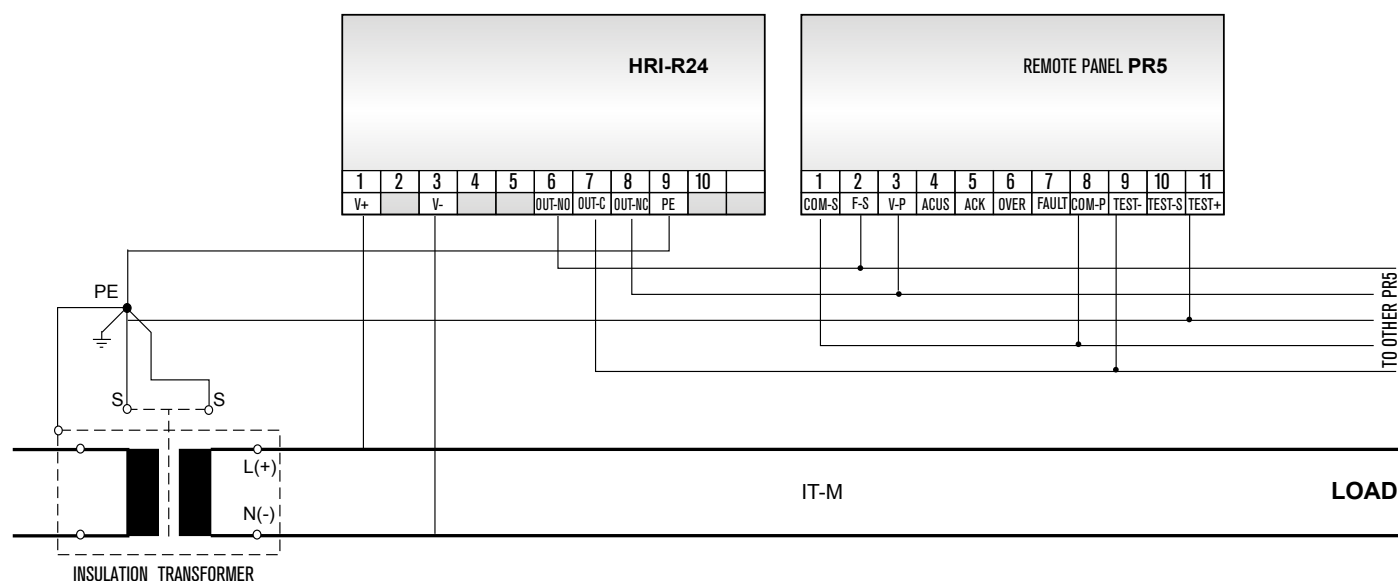 HRI-R24
REMOTE PANEL PR5
1 2 3 4 5 6 7 8 9 10
V+ V- OUT-NO OUT-C OUT-NC PE
1 2 3 4 5 6 7 8 9 10 11
COM-S F-S V-P ACUS ACK OVER FAULT COM-P TEST- TEST-S TEST+
PE
TO OTHER PR5
S S
L(+)
IT-M
LOAD
N(-)
INSULATION TRANSFORMER